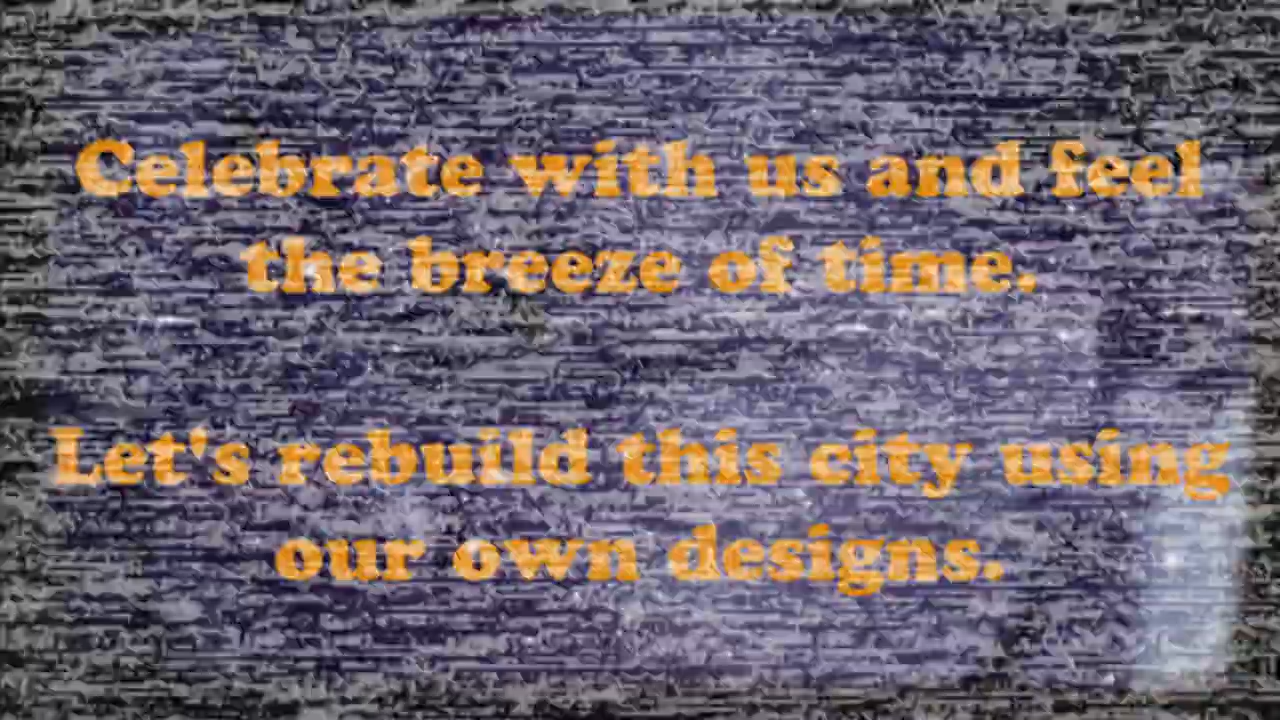 Celebrate with us and feel
the breeze of time.
Let's rebuild this city using
our own designs.